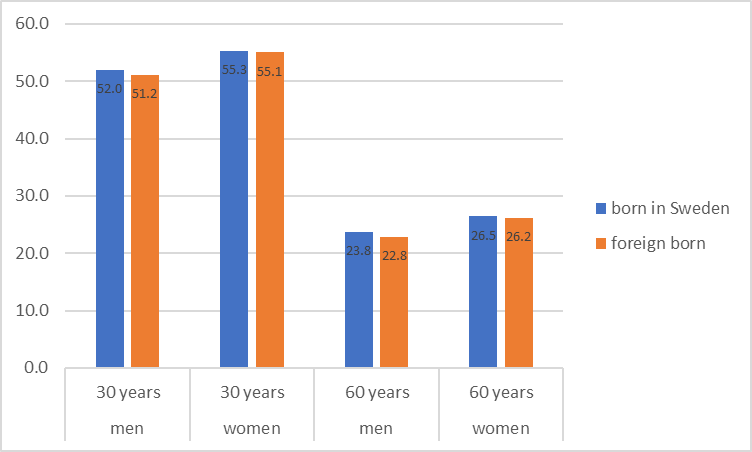 60.0
50.0
40.0
30.0
20.0
10.0
0.0
52.0 51.2 55.3 55.1 23.8 22.8 26.5 26.2
30 years 30 years 60 years 60 years
men women men women
born in Sweden
foreign born